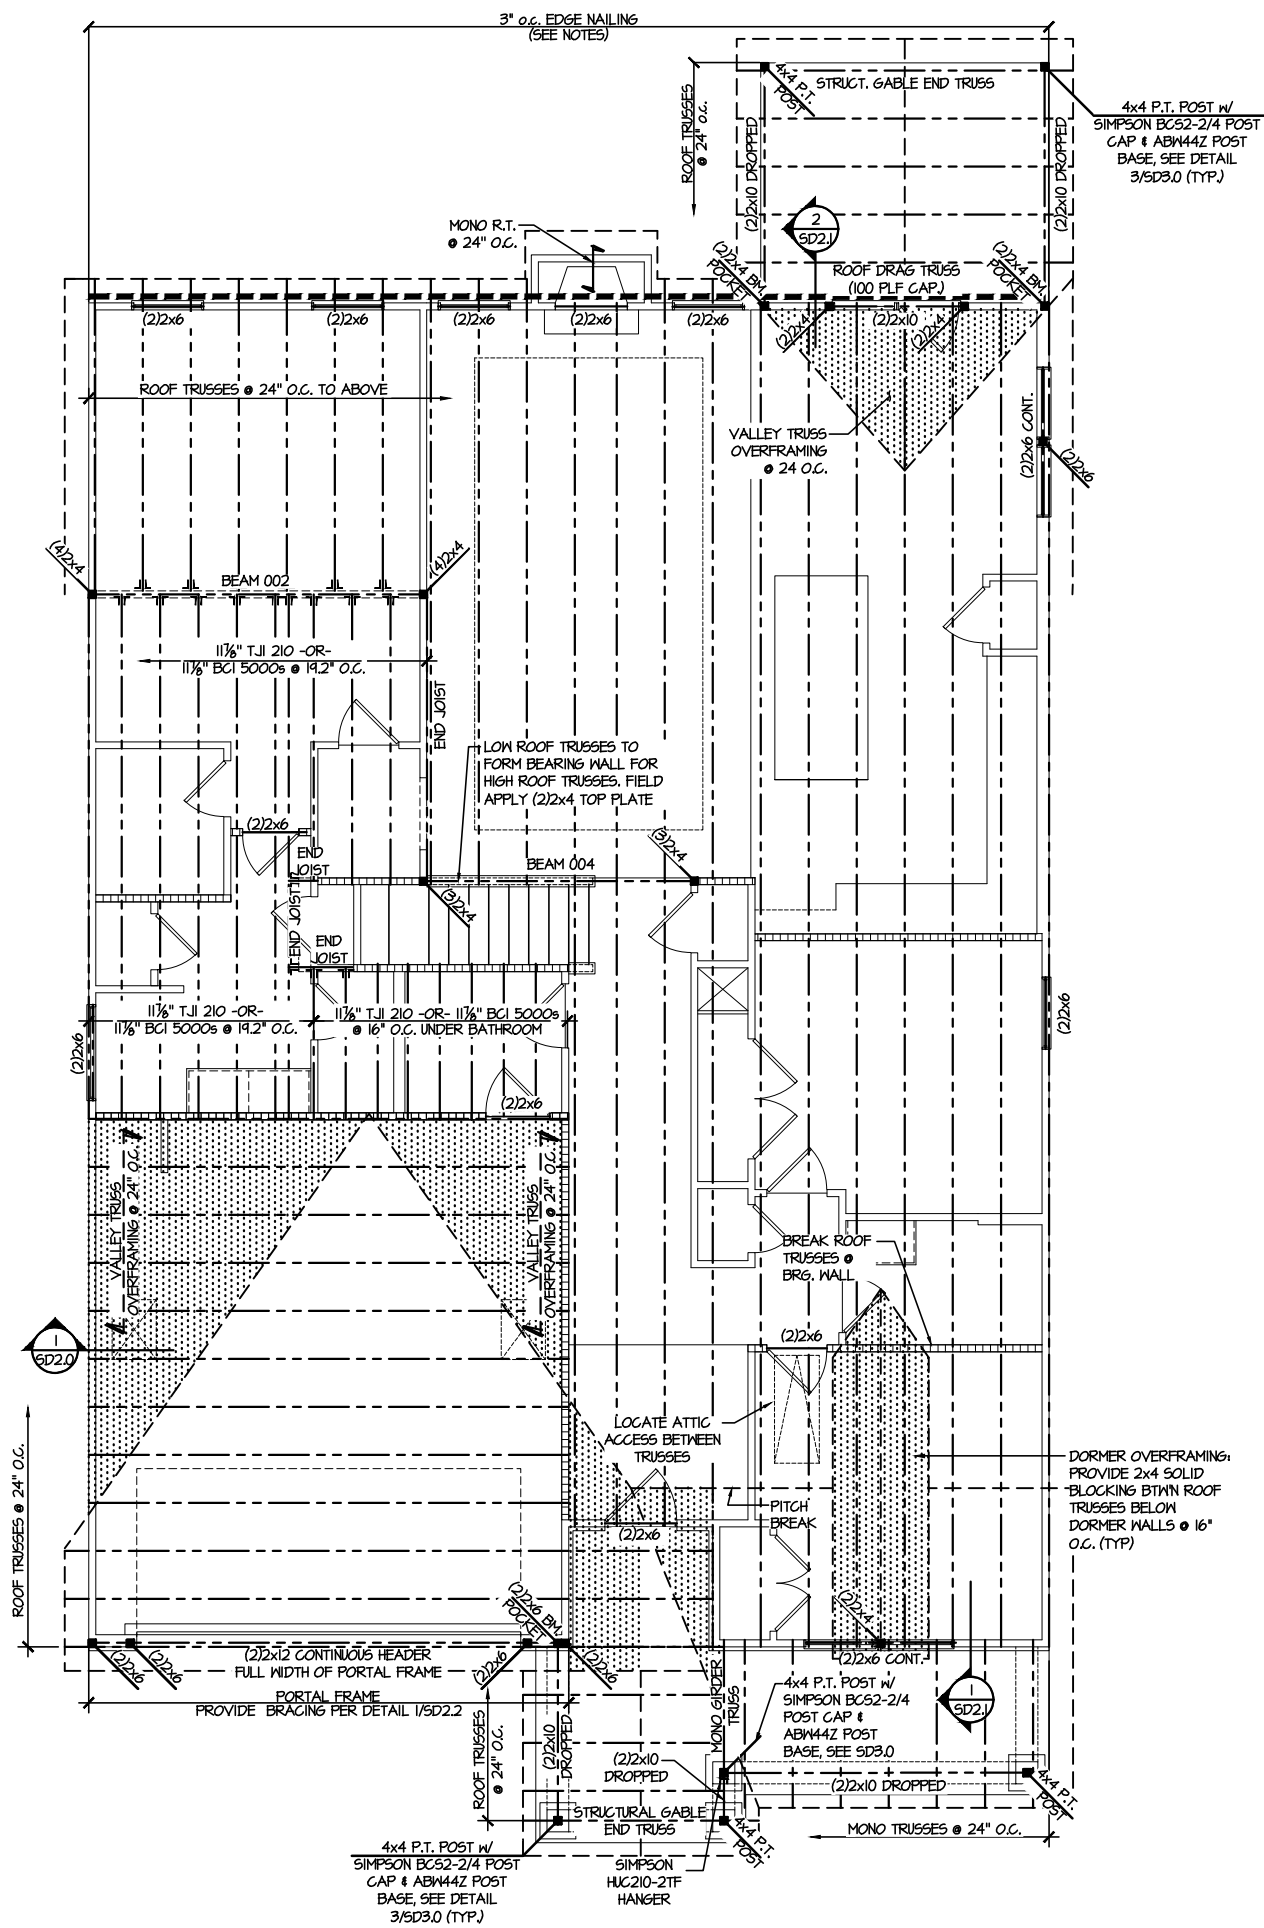 3" o.c. EDGE NAILING
(SEE NOTES)
4x4 P.T.
POST
STRUCT. GABLE END TRUSS
ROOF TRUSSES
@ 24" O.C.
(2)2x10 DROPPED
(2)2x10 DROPPED
4x4 P.T. POST W/
SIMPSON BCS2-2/4 POST
CAP & ABW44Z POST
BASE, SEE DETAIL
3/SD3.0 (TYP.)
2
SD2.1
MONO R.T.
@ 24" O.C.
(2)2x4 BM.
POCKET
ROOF DRAG TRUSS
(100 PLF CAP.)
(2)2x4 BM.
POCKET
(2)2x6
(2)2x6
(2)2x6
(2)2x6
(2)2x6
(2)2x4
(2)2x10
(2)2x4
ROOF TRUSSES @ 24" O.C. TO ABOVE
VALLEY TRUSS
OVERFRAMING
@ 24 O.C.
(2)2x6 CONT.
(2)2x6
(4)2x4
BEAM 002
(4)2x4
11⅞" TJI 210 -OR-
11⅞" BCI 5000s @ 19.2" O.C.
END JOIST
LOW ROOF TRUSSES TO
FORM BEARING WALL FOR
HIGH ROOF TRUSSES. FIELD
APPLY (2)2x4 TOP PLATE
(2)2x6
END
JOIST
BEAM 004
(3)2x4
(3)2x4
END JOIST
END
JOIST
11⅞" TJI 210 -OR-
11⅞" BCI 5000s @ 19.2" O.C.
11⅞" TJI 210 -OR- 11⅞" BCI 5000s
@ 16" O.C. UNDER BATHROOM
(2)2x6
(2)2x6
(2)2x6
VALLEY TRUSS
OVERFRAMING @ 24" O.C.
VALLEY TRUSS
OVERFRAMING @ 24" O.C.
BREAK ROOF
TRUSSES @
BRG. WALL
1
SD2.0
(2)2x6
LOCATE ATTIC
ACCESS BETWEEN
TRUSSES
DORMER OVERFRAMING:
PROVIDE 2x4 SOLID
BLOCKING BTWN ROOF
TRUSSES BELOW
DORMER WALLS @ 16"
O.C. (TYP)
PITCH
BREAK
ROOF TRUSSES @ 24" O.C.
(2)2x6
(2)2x6 BM.
POCKET
(2)2x4
(2)2x6
(2)2x6
(2)2x12 CONTINUOUS HEADER
FULL WIDTH OF PORTAL FRAME
(2)2x6
(2)2x6
(2)2x6 CONT.
PORTAL FRAME
PROVIDE BRACING PER DETAIL 1/SD2.2
MONO GIRDER
TRUSS
4x4 P.T. POST W/
SIMPSON BCS2-2/4
POST CAP &
ABW44Z POST
BASE, SEE SD3.0
1
SD2.1
ROOF TRUSSES
@ 24" O.C.
(2)2x10
DROPPED
(2)2x10
DROPPED
(2)2x10 DROPPED
4x4 P.T.
POST
STRUCTURAL GABLE
END TRUSS
4x4 P.T.
POST
MONO TRUSSES @ 24" O.C.
4x4 P.T. POST W/
SIMPSON BCS2-2/4 POST
CAP & ABW44Z POST
BASE, SEE DETAIL
3/SD3.0 (TYP.)
SIMPSON
HUC210-2TF
HANGER